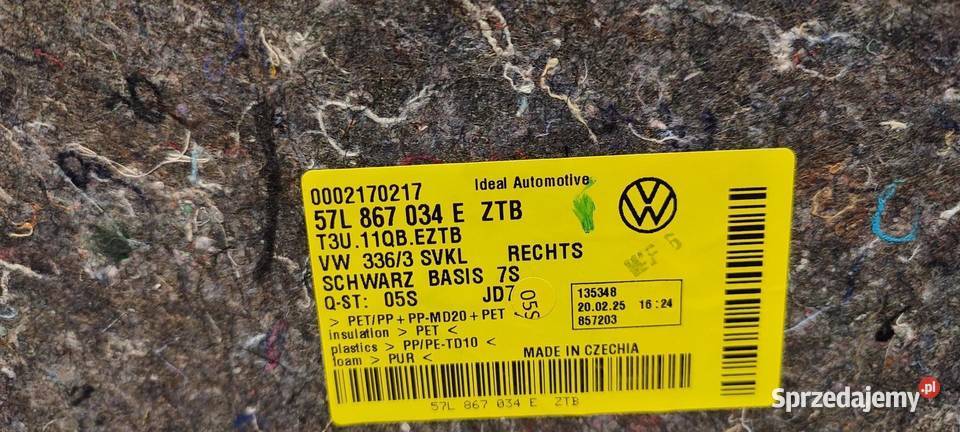 0002170217
Ideal Automotive
57L 867 034 E ZTB
T3U.11QB.EZTB
VW 336/3 SVKL RECHTS
SCHWARZ BASIS 7S
Q-ST: 05S JD7
05S
> PET/PP + PP-MD20 + PET
insulation > PET <
plastics > PP/PE-TD10 <
foam > PUR <
135348
20.02.25 16:24
857203
MADE IN CZECHIA
57L 867 034 E ZTB
Sprzedajemy.pl